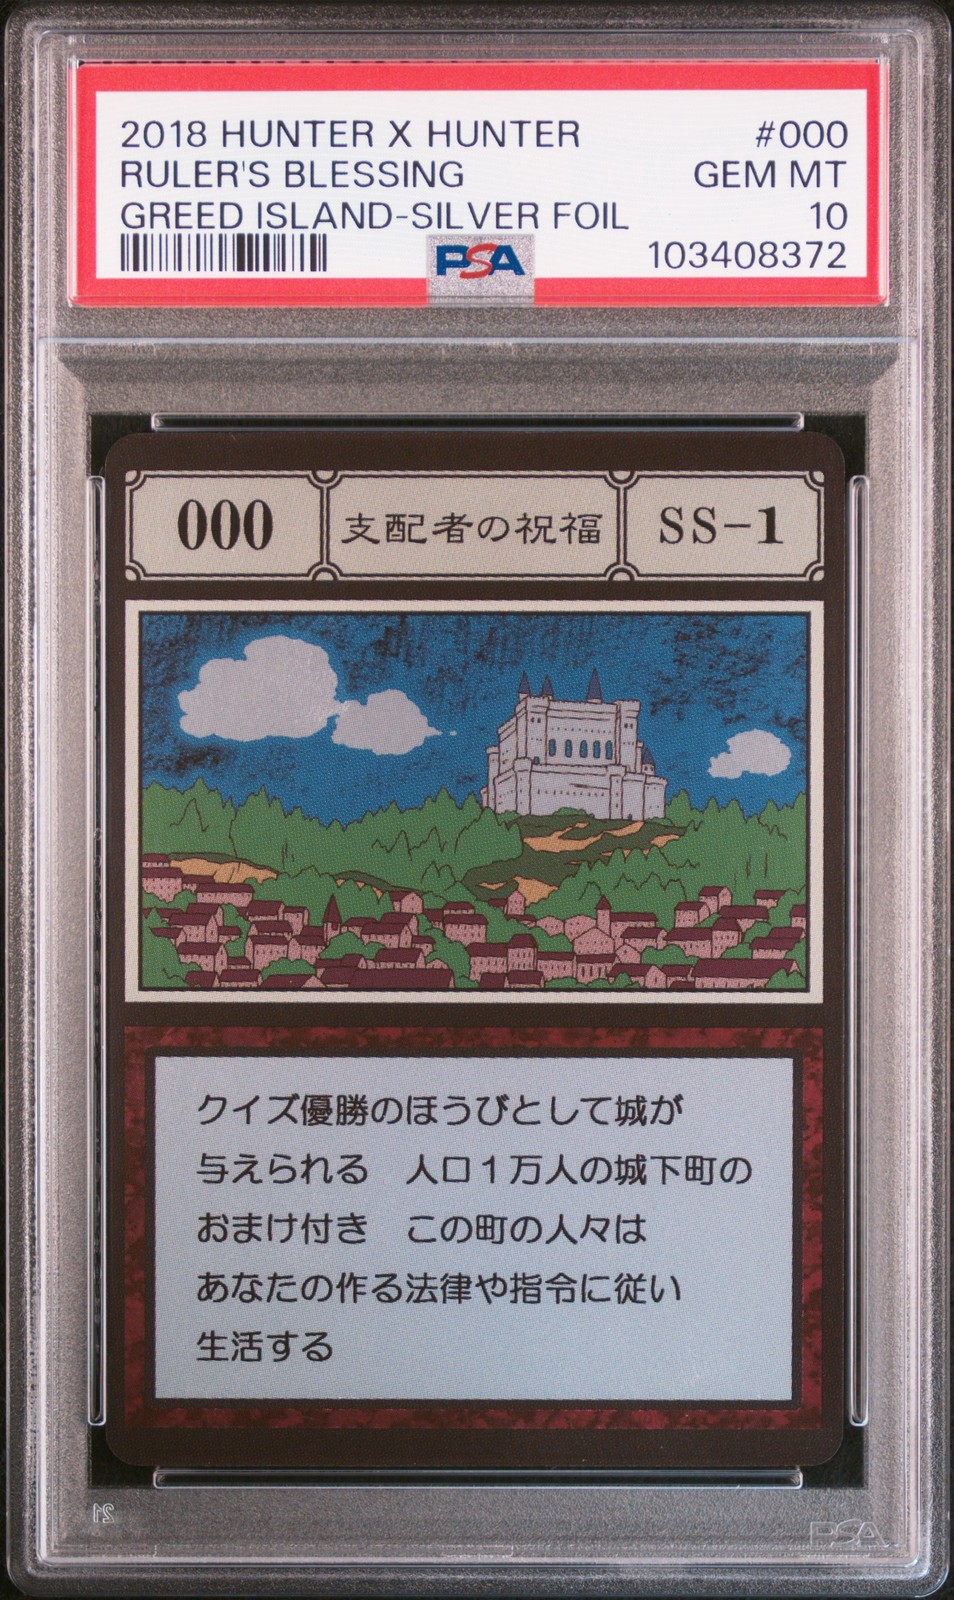 2018 HUNTER X HUNTER #000
RULER'S BLESSING GEM MT
GREED ISLAND-SILVER FOIL 10
PSA 103408372
000 支配者の祝福 SS-1
クイズ優勝のほうびとして城が
与えられる 人口1万人の城下町の
おまけ付き この町の人々は
あなたの作る法律や指令に従い
生活する
21
PSA